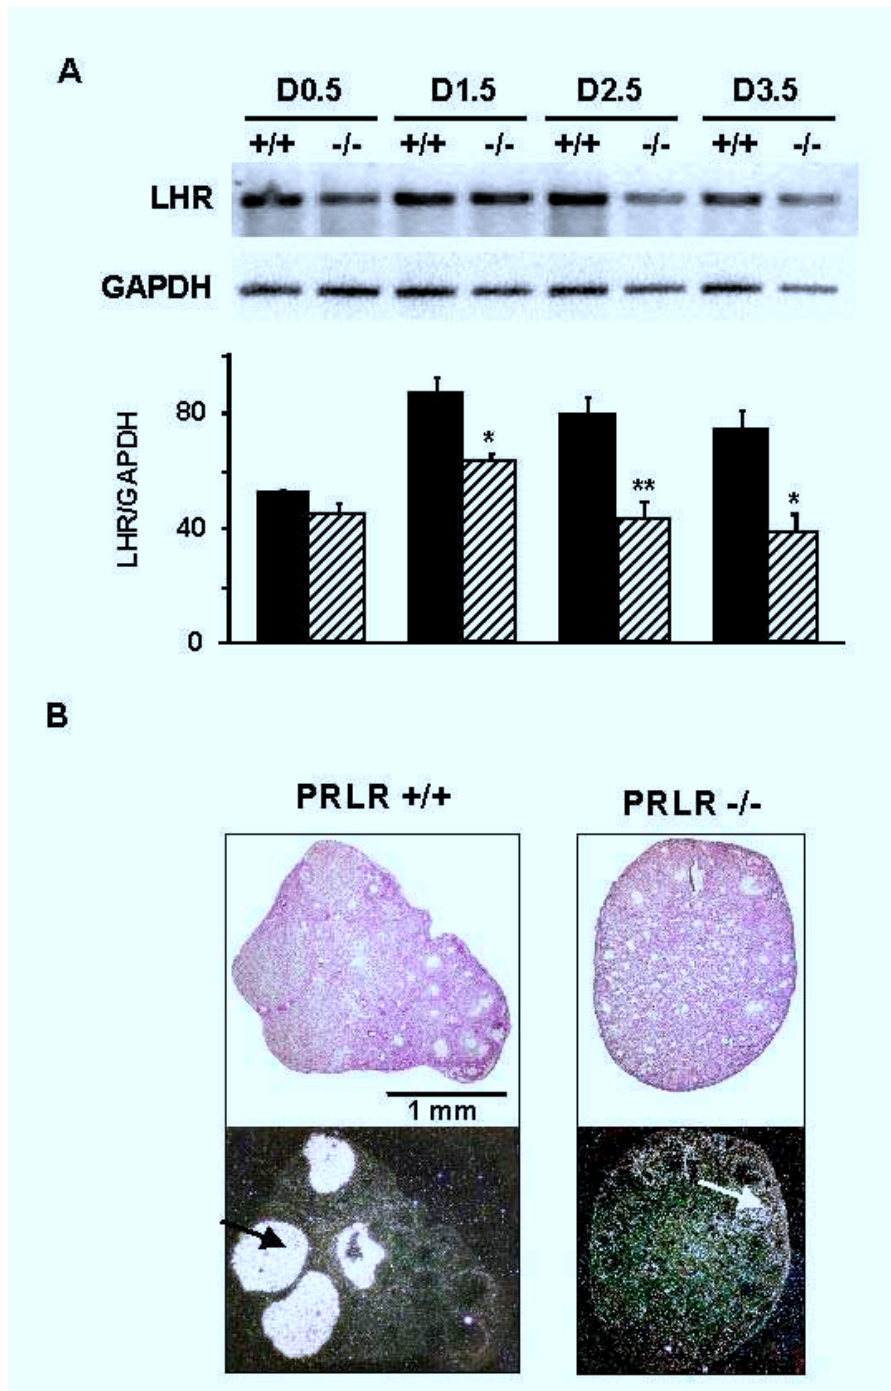 A
D0.5 D1.5 D2.5 D3.5
+/+ -/- +/+ -/- +/+ -/- +/+ -/-
LHR
GAPDH
LHR/GAPDH
80
40
0
*
**
*
B
PRLR +/+ PRLR -/-
1 mm